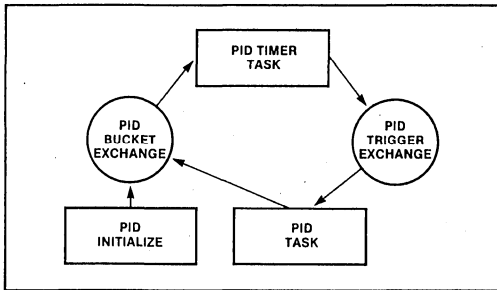 PID TIMER
TASK
PID
BUCKET
EXCHANGE
PID
TRIGGER
EXCHANGE
PID
INITIALIZE
PID
TASK